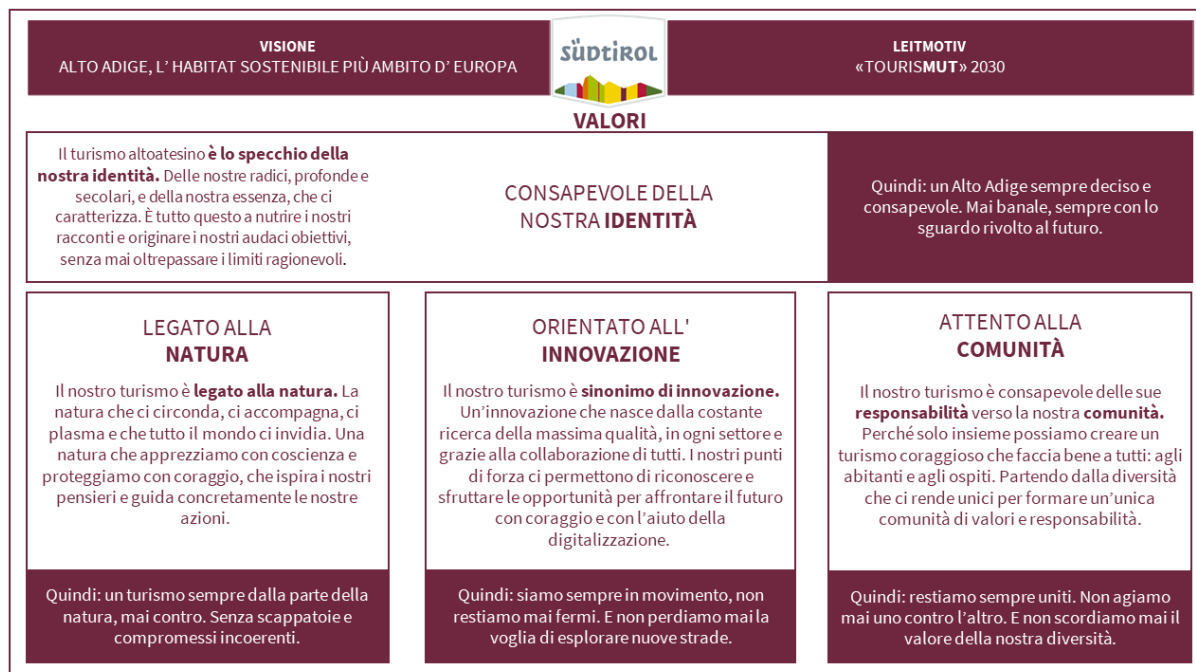 VISIONE
ALTO ADIGE, L' HABITAT SOSTENIBILE PIÙ AMBITO D' EUROPA
SÜDTIROL
LEITMOTIV
«TOURISMUT» 2030
VALORI
Il turismo altoatesino è lo specchio della
nostra identità. Delle nostre radici, profonde e
secolari, e della nostra essenza, che ci
caratterizza. È tutto questo a nutrire i nostri
racconti e originare i nostri audaci obiettivi,
senza mai oltrepassare i limiti ragionevoli.
CONSAPEVOLE DELLA
NOSTRA IDENTITÀ
Quindi: un Alto Adige sempre deciso e
consapevole. Mai banale, sempre con lo
sguardo rivolto al futuro.
LEGATO ALLA
NATURA
Il nostro turismo è legato alla natura. La
natura che ci circonda, ci accompagna, ci
plasma e che tutto il mondo ci invidia. Una
natura che apprezziamo con coscienza e
proteggiamo con coraggio, che ispira i nostri
pensieri e guida concretamente le nostre
azioni.
Quindi: un turismo sempre dalla parte della
natura, mai contro. Senza scappatoie e
compromessi incoerenti.
ORIENTATO ALL'
INNOVAZIONE
Il nostro turismo è sinonimo di innovazione.
Un'innovazione che nasce dalla costante
ricerca della massima qualità, in ogni settore e
grazie alla collaborazione di tutti. I nostri punti
di forza ci permettono di riconoscere e
sfruttare le opportunità per affrontare il futuro
con coraggio e con l'aiuto della
digitalizzazione.
Quindi: siamo sempre in movimento, non
restiamo mai fermi. E non perdiamo mai la
voglia di esplorare nuove strade.
ATTENTO ALLA
COMUNITÀ
Il nostro turismo è consapevole delle sue
responsabilità verso la nostra comunità.
Perché solo insieme possiamo creare un
turismo coraggioso che faccia bene a tutti: agli
abitanti e agli ospiti. Partendo dalla diversità
che ci rende unici per formare un'unica
comunità di valori e responsabilità.
Quindi: restiamo sempre uniti. Non agiamo
mai uno contro l'altro. E non scordiamo mai il
valore della nostra diversità.